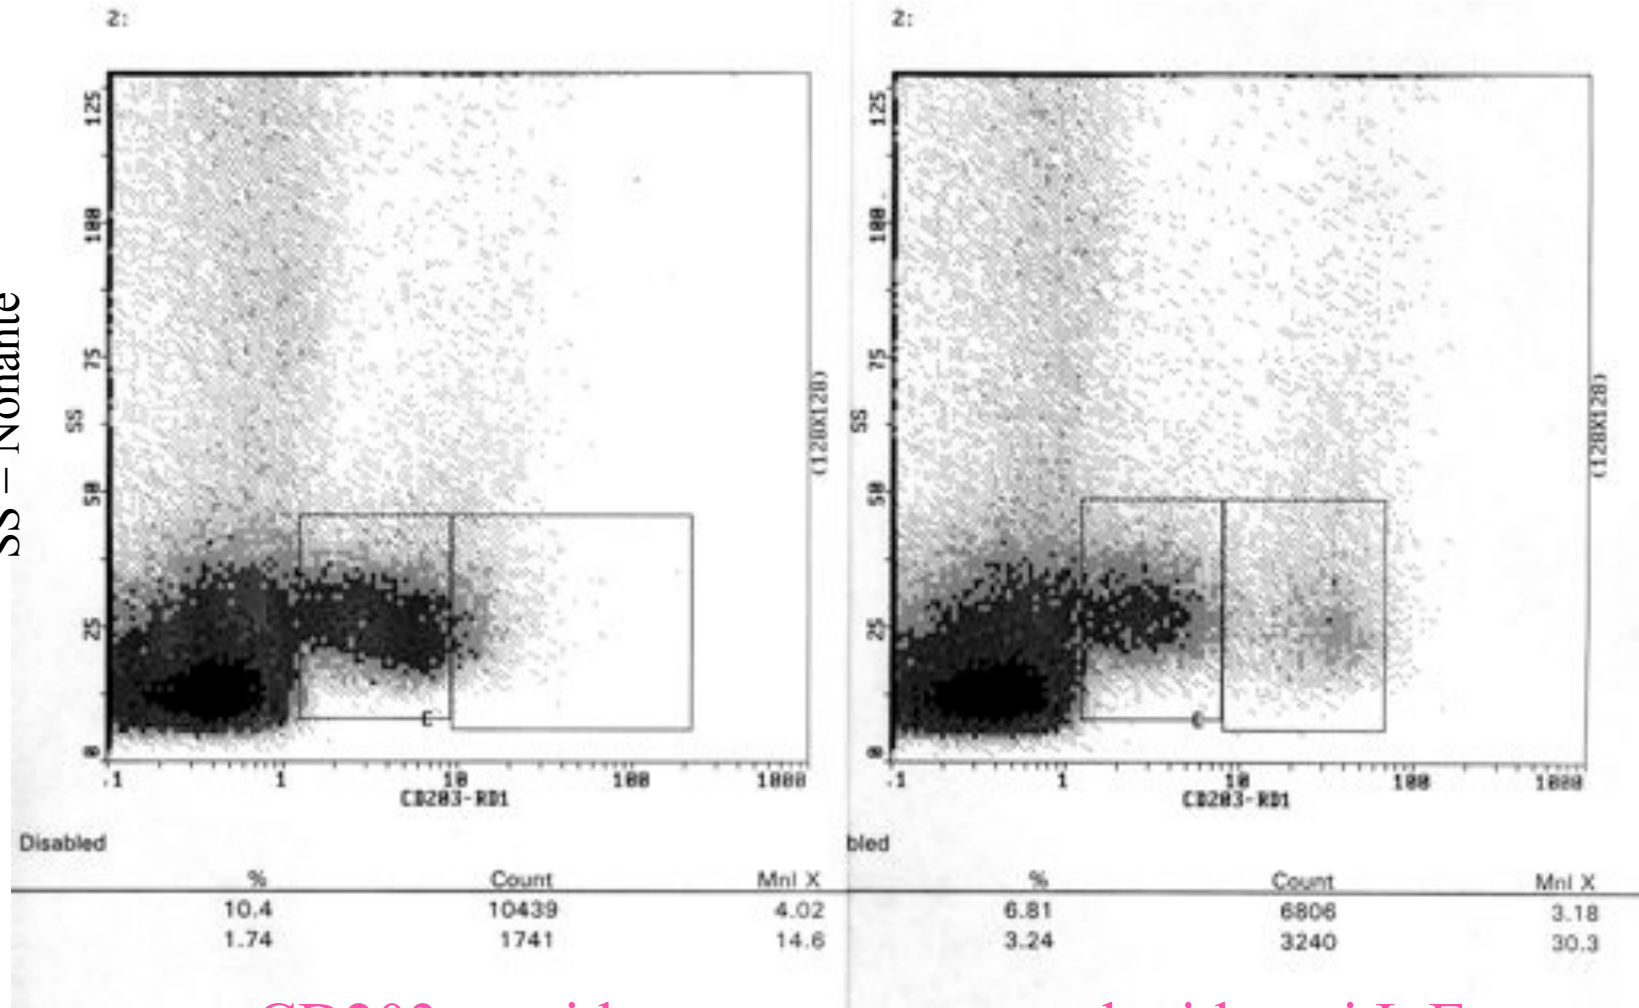 2:
2:
125
100
75
50
25
0
SS
SS – Nonante
(128X128)
C
.1 1 10 100 1000
CD203-RD1
125
100
75
50
25
0
SS
(128X128)
C
.1 1 10 100 1000
CD203-RD1
Disabled
% Count Mnl X
10.4 10439 4.02
1.74 1741 14.6
bled
% Count Mnl X
6.81 6806 3.18
3.24 3240 30.3